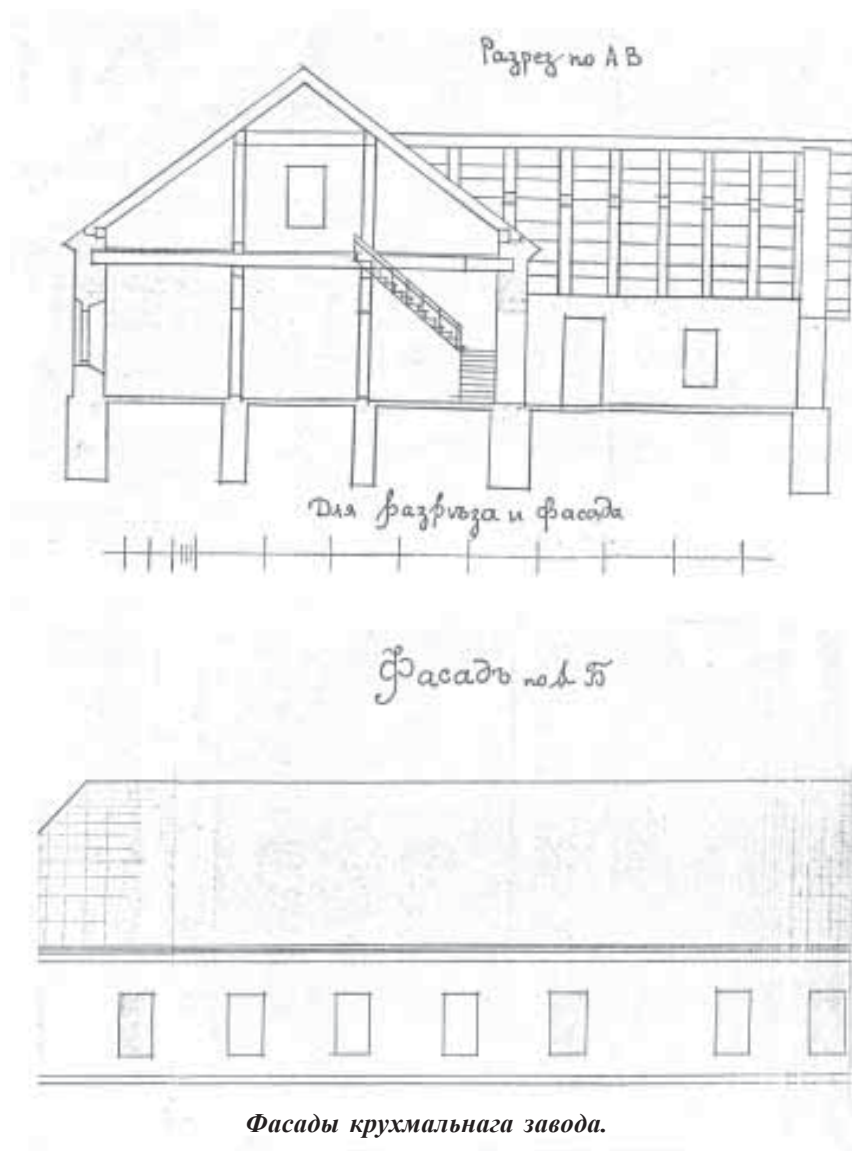 Разрез по А В
Для разрѣза и фасада
Фасадъ по Б
Фасады крухмальнага завода.